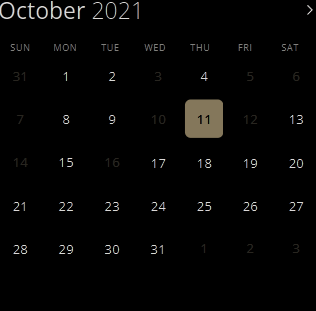 October 2021 >
SUN MON TUE WED THU FRI SAT
31 1 2 3 4 5 6
7 8 9 10 11 12 13
14 15 16 17 18 19 20
21 22 23 24 25 26 27
28 29 30 31 1 2 3